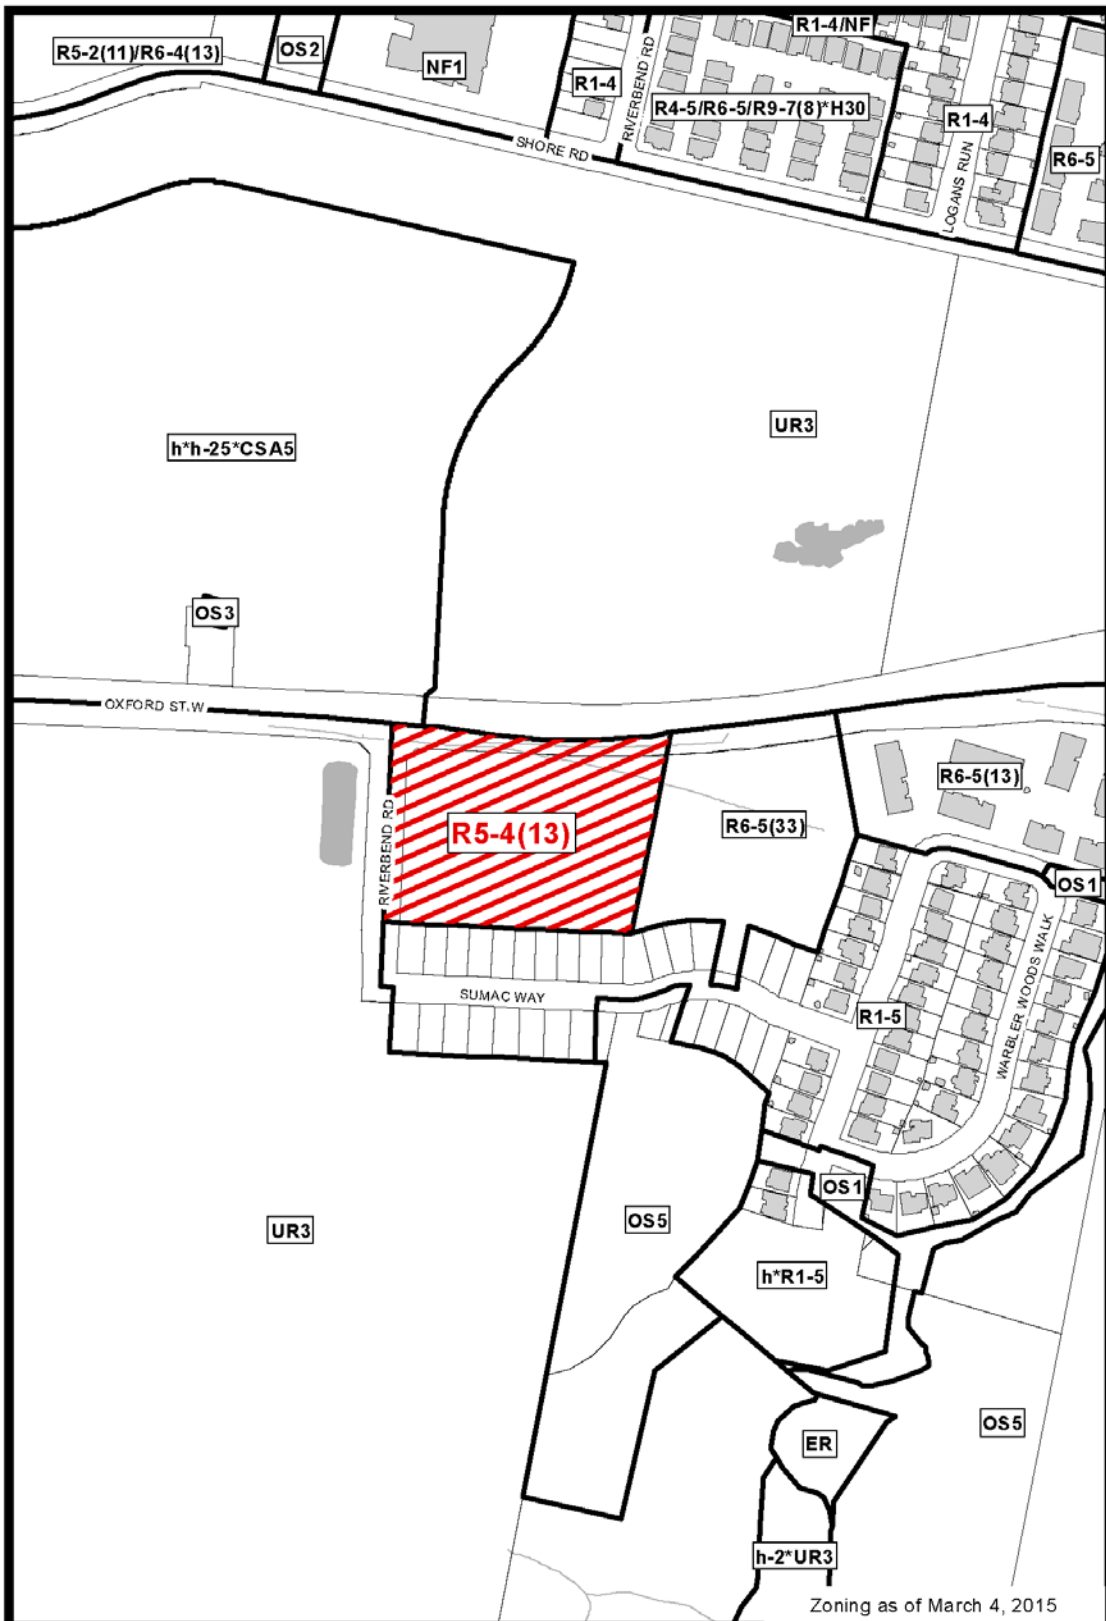 R1-4/NF
R5-2(11)/R6-4(13)
OS2
NF1
R1-4
RIVERBEND RD
R4-5/R6-5/R9-7(8)*H30
R1-4
LOGANS RUN
R6-5
SHORE RD
h*h-25*CSA5
UR3
OS3
OXFORD ST.W
RIVERBEND RD
R5-4(13)
R6-5(33)
R6-5(13)
OS1
WARBLER WOODS WALK
SUMAC WAY
R1-5
OS1
UR3
OS5
h*R1-5
OS5
ER
h-2*UR3
Zoning as of March 4, 2015